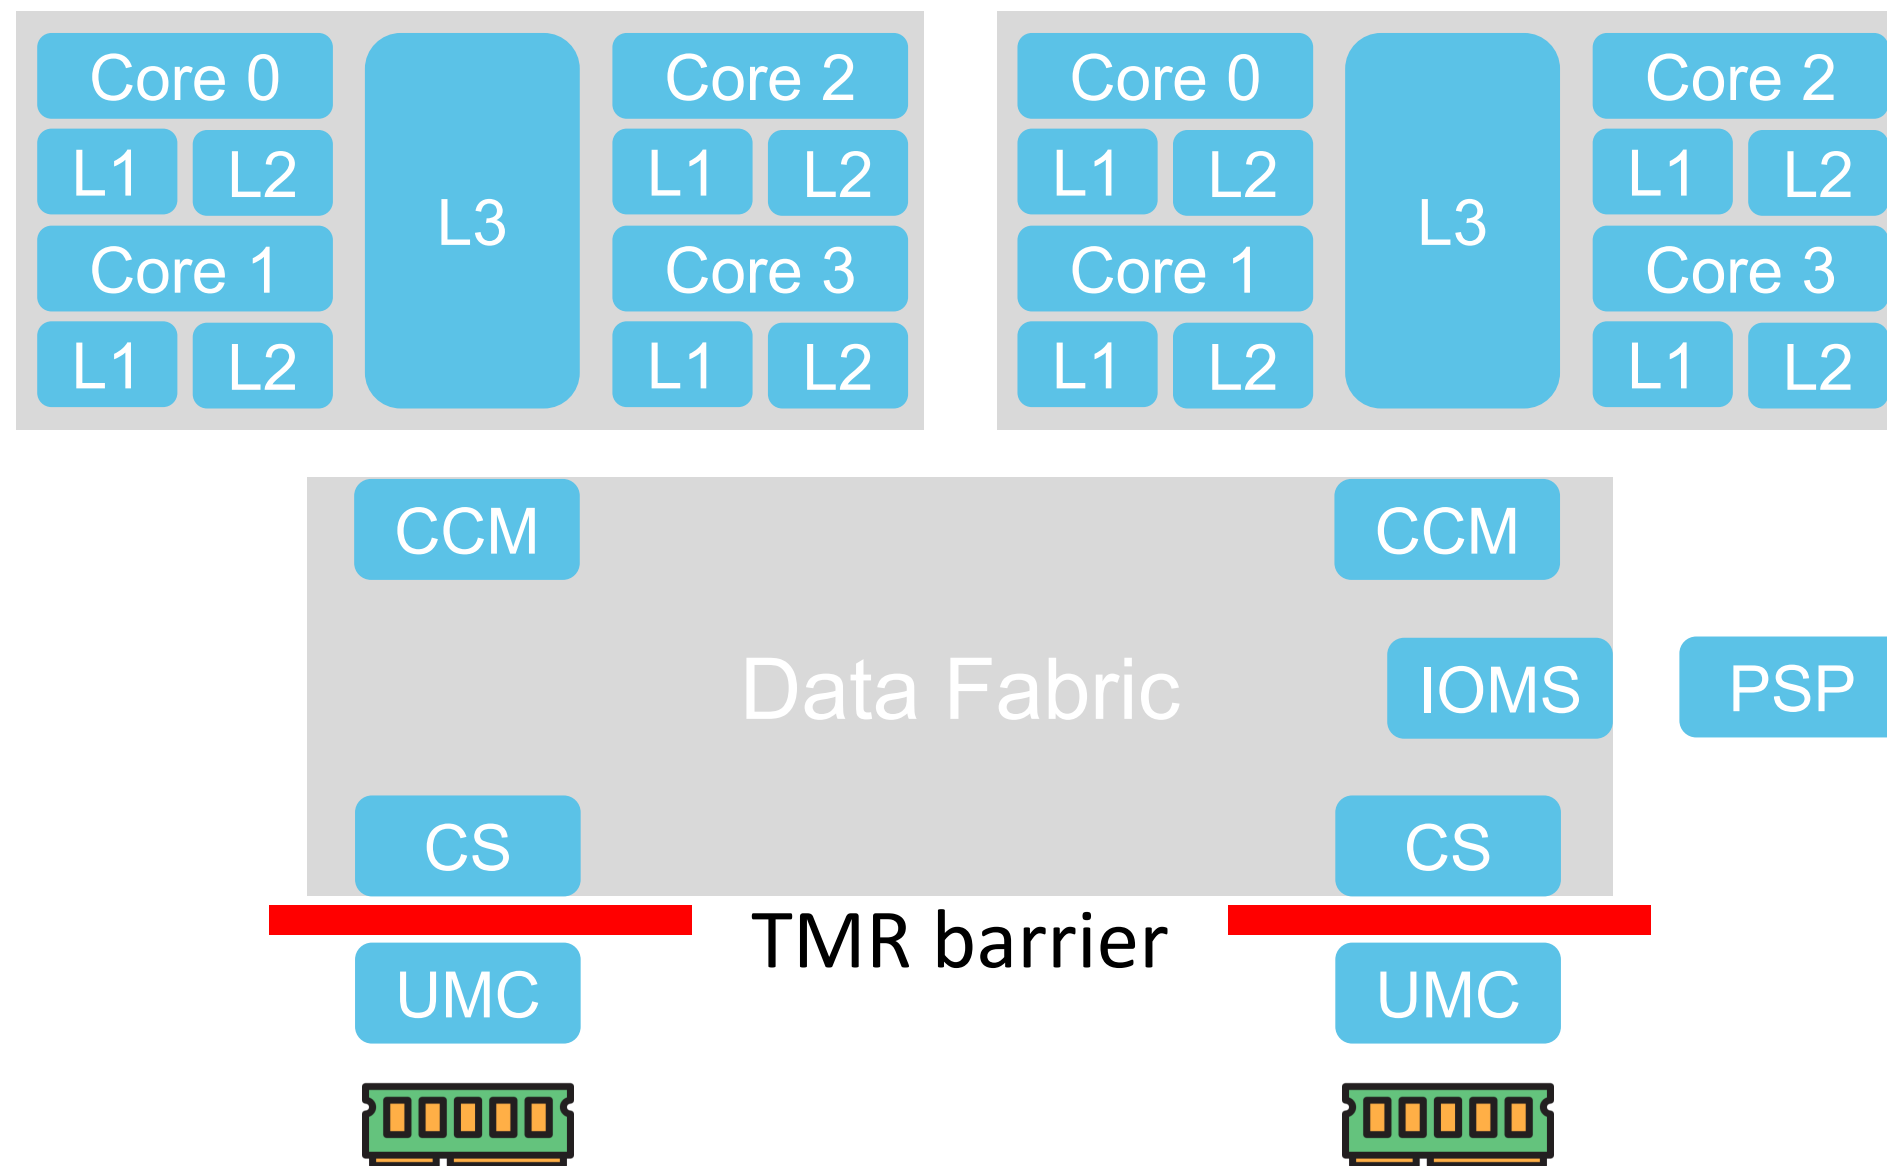 Core 0
L1
L2
Core 1
L1
L2
L3
Core 2
L1
L2
Core 3
L1
L2
Core 0
L1
L2
Core 1
L1
L2
L3
Core 2
L1
L2
Core 3
L1
L2
CCM
CCM
Data Fabric
IOMS
PSP
CS
CS
TMR barrier
UMC
UMC